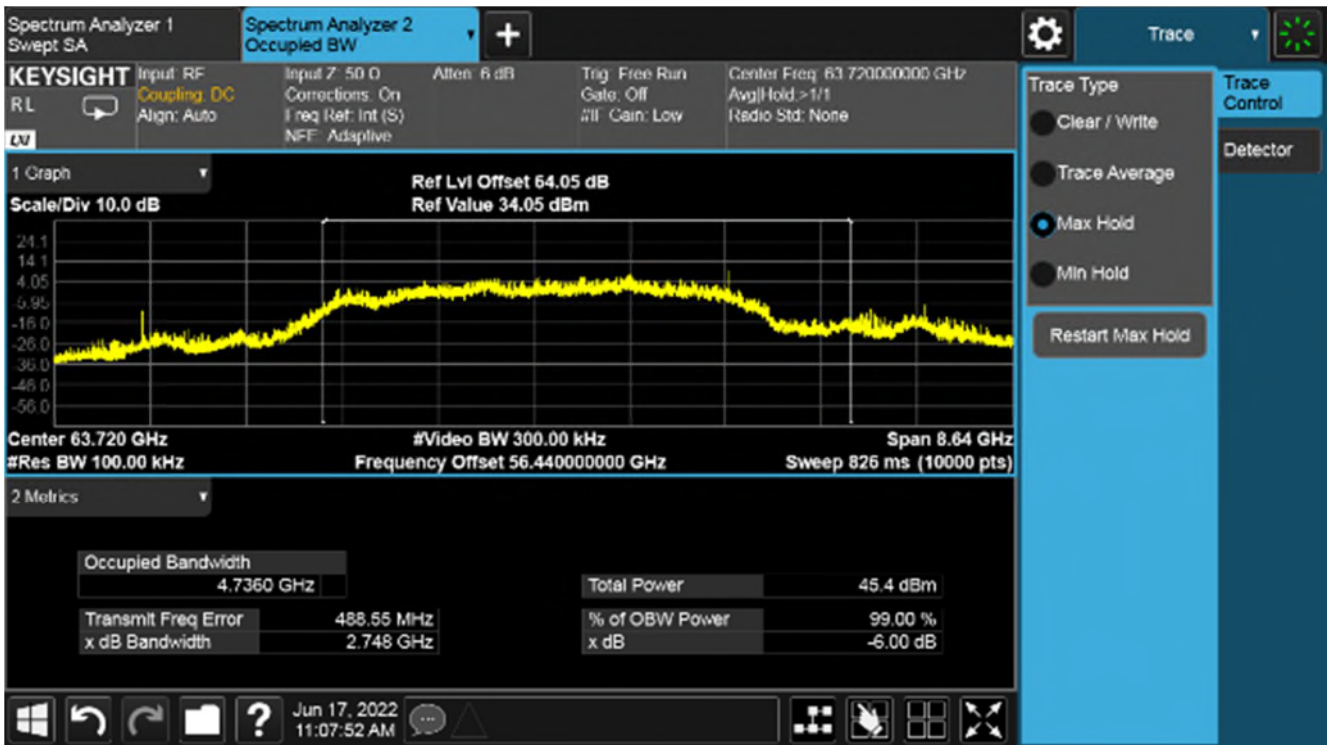 Spectrum Analyzer 1
Swept SA
Spectrum Analyzer 2
Occupied BW
+
Trace
KEYSIGHT
RL
LXI
Input: RF
Coupling: DC
Align: Auto
Input Z: 50 Ω
Corrections: On
Freq Ref: Int (S)
NFE: Adaptive
Atten: 6 dB
Trig: Free Run
Gate: Off
#IF Gain: Low
Center Freq: 63.720000000 GHz
Avg|Hold:>1/1
Radio Std: None
Trace Type
Clear / Write
Trace Average
Max Hold
Min Hold
Restart Max Hold
Trace
Control
Detector
1 Graph
Scale/Div 10.0 dB
Ref Lvl Offset 64.05 dB
Ref Value 34.05 dBm
24.1
14.1
4.05
-5.95
-16.0
-26.0
-36.0
-46.0
-56.0
Center 63.720 GHz
#Video BW 300.00 kHz
Span 8.64 GHz
#Res BW 100.00 kHz
Frequency Offset 56.440000000 GHz
Sweep 826 ms (10000 pts)
2 Metrics
Occupied Bandwidth
4.7360 GHz
Total Power 45.4 dBm
Transmit Freq Error 488.55 MHz
% of OBW Power 99.00 %
x dB Bandwidth 2.748 GHz
x dB -6.00 dB
?
Jun 17, 2022
11:07:52 AM